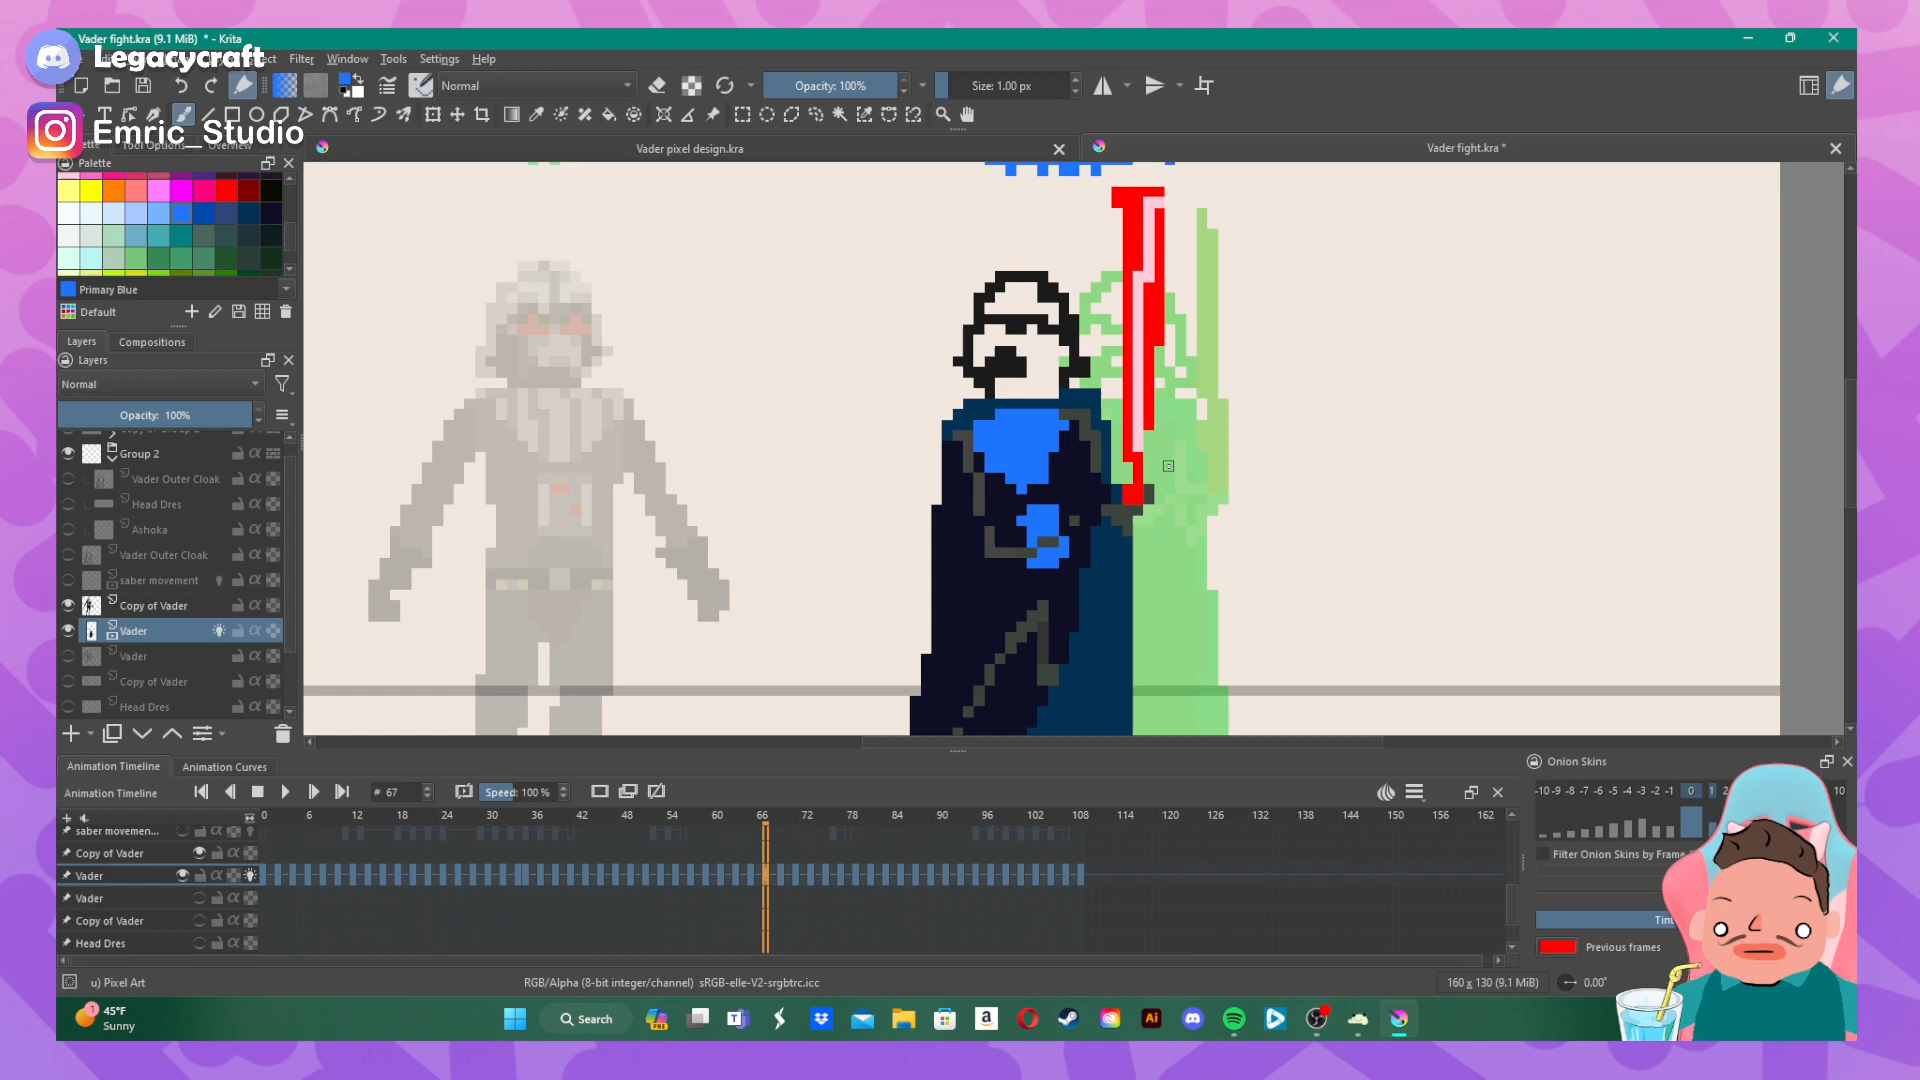 Vader fight.kra (9.1 MiB) * - Krita
Legacycraft
Filter Window Tools Settings Help
Normal
Opacity: 100%
Size: 1.00 px
Emric__Studio
Tool Options Overview
Vader pixel design.kra
Vader fight.kra *
Palette
Primary Blue
Default
Layers Compositions
Layers
Normal
Opacity: 100%
Group 2
Vader Outer Cloak
Head Dres
Ashoka
Vader Outer Cloak
saber movement
Copy of Vader
Vader
Vader
Copy of Vader
Head Dres
Animation Timeline Animation Curves
Animation Timeline
# 67
Speed: 100 %
0 6 12 18 24 30 36 42 48 54 60 66 72 78 84 90 96 102 108 114 120 126 132 138 144 150 156 162
saber movemen...
Copy of Vader
Vader
Vader
Copy of Vader
Head Dres
Onion Skins
-10 -9 -8 -7 -6 -5 -4 -3 -2 -1 0 1 2 10
Filter Onion Skins by Frame
Previous frames
u) Pixel Art
RGB/Alpha (8-bit integer/channel) sRGB-elle-V2-srgbtrc.icc
160 x 130 (9.1 MiB)
0.00°
1
45°F
Sunny
Search
PRE